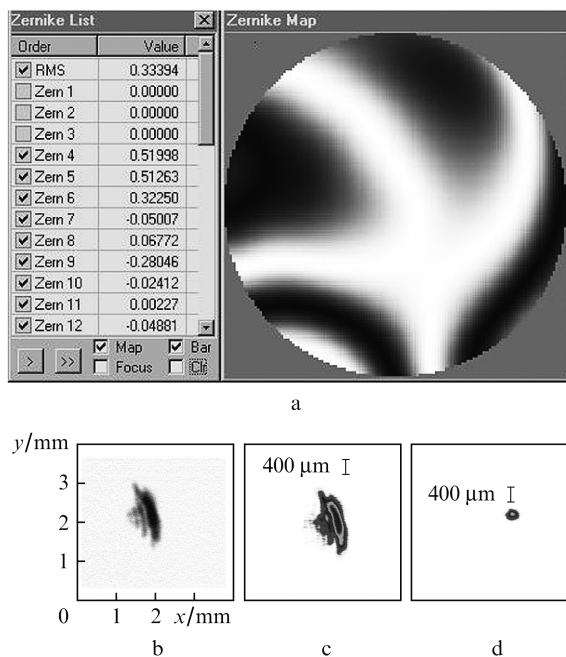 Zernike List
Zernike Map
Order Value
RMS 0.33394
Zern 1 0.00000
Zern 2 0.00000
Zern 3 0.00000
Zern 4 0.51998
Zern 5 0.51263
Zern 6 0.32250
Zern 7 -0.05007
Zern 8 0.06772
Zern 9 -0.28046
Zern 10 -0.02412
Zern 11 0.00227
Zern 12 -0.04881
> >> Map Bar
Focus Clr
a
y/mm
3
2
1
0 1 2 x/mm
400 µm
400 µm
b c d